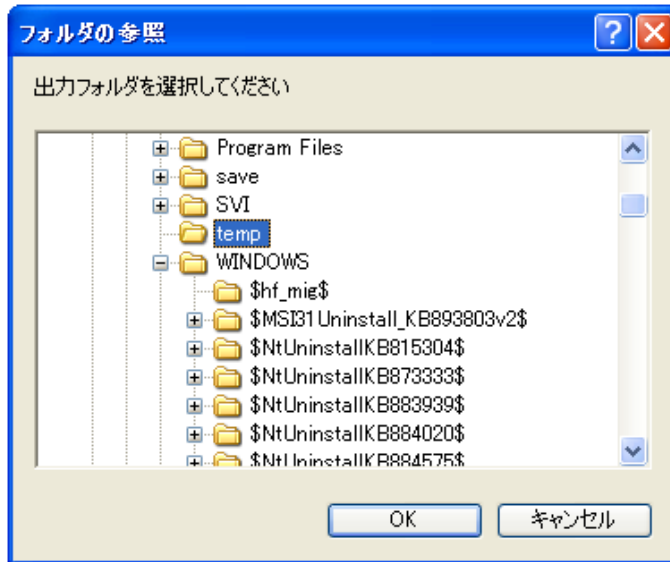 フォルダの参照
出力フォルダを選択してください
Program Files
save
SVI
temp
WINDOWS
$hf_mig$
$MSI31Uninstall_KB893803v2$
$NtUninstallKB815304$
$NtUninstallKB873333$
$NtUninstallKB883939$
$NtUninstallKB884020$
$NtUninstallKB884575$
OK
キャンセル